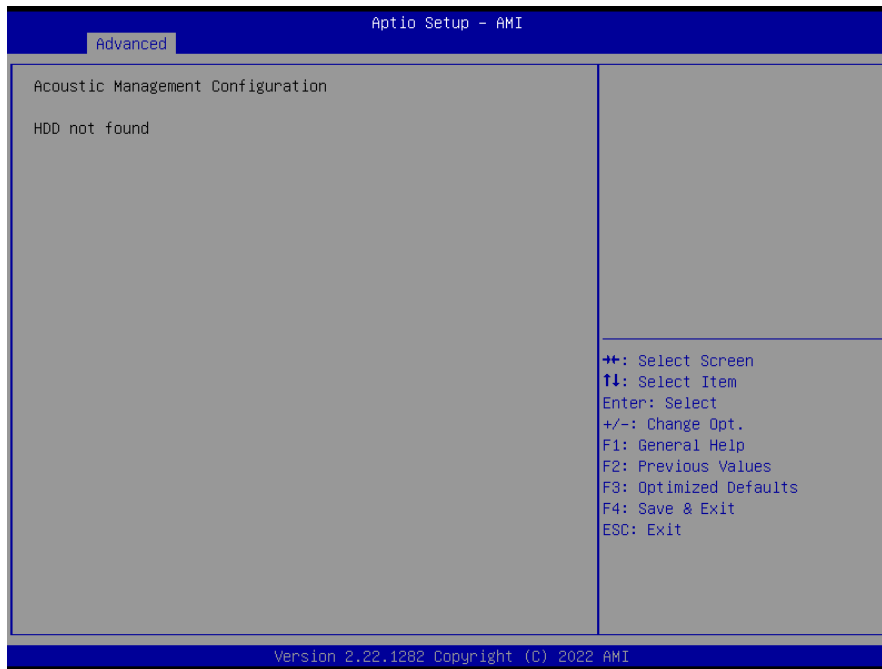 Aptio Setup – AMI
Advanced
Acoustic Management Configuration
HDD not found
→←: Select Screen
↑↓: Select Item
Enter: Select
+/-: Change Opt.
F1: General Help
F2: Previous Values
F3: Optimized Defaults
F4: Save & Exit
ESC: Exit
Version 2.22.1282 Copyright (C) 2022 AMI